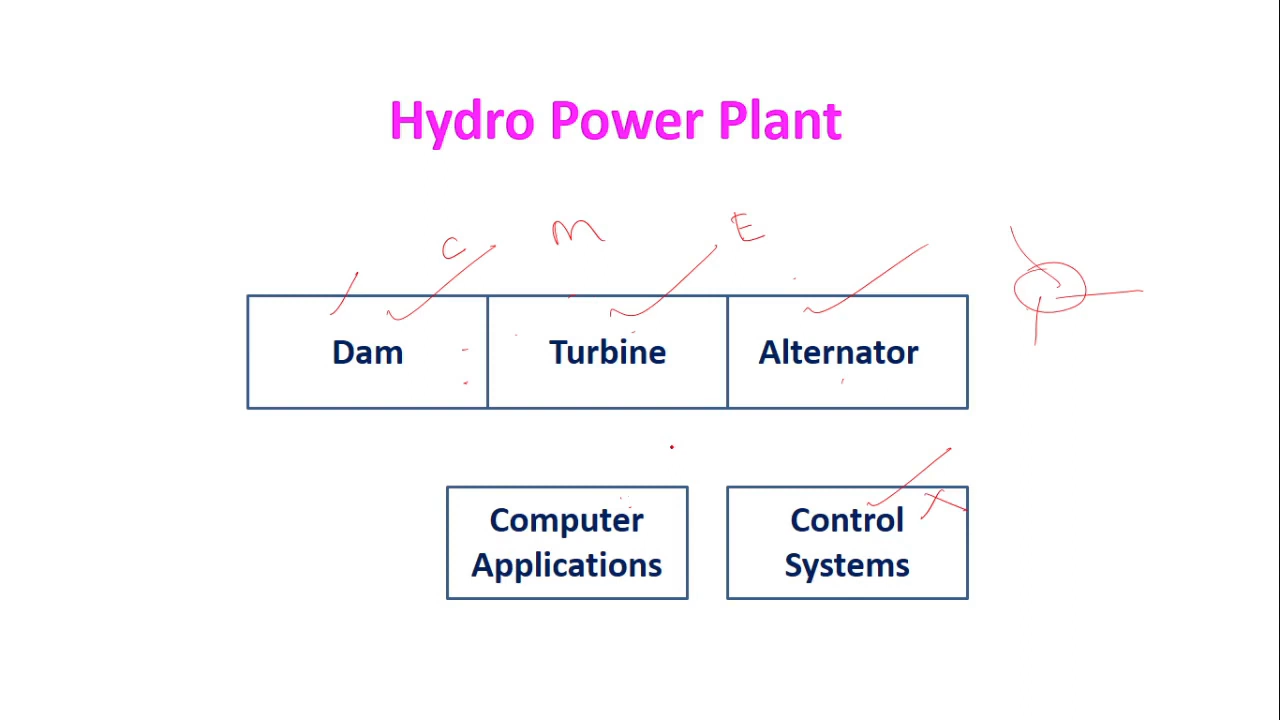 Hydro Power Plant
C M E
Dam Turbine Alternator
Computer
Applications
Control
Systems